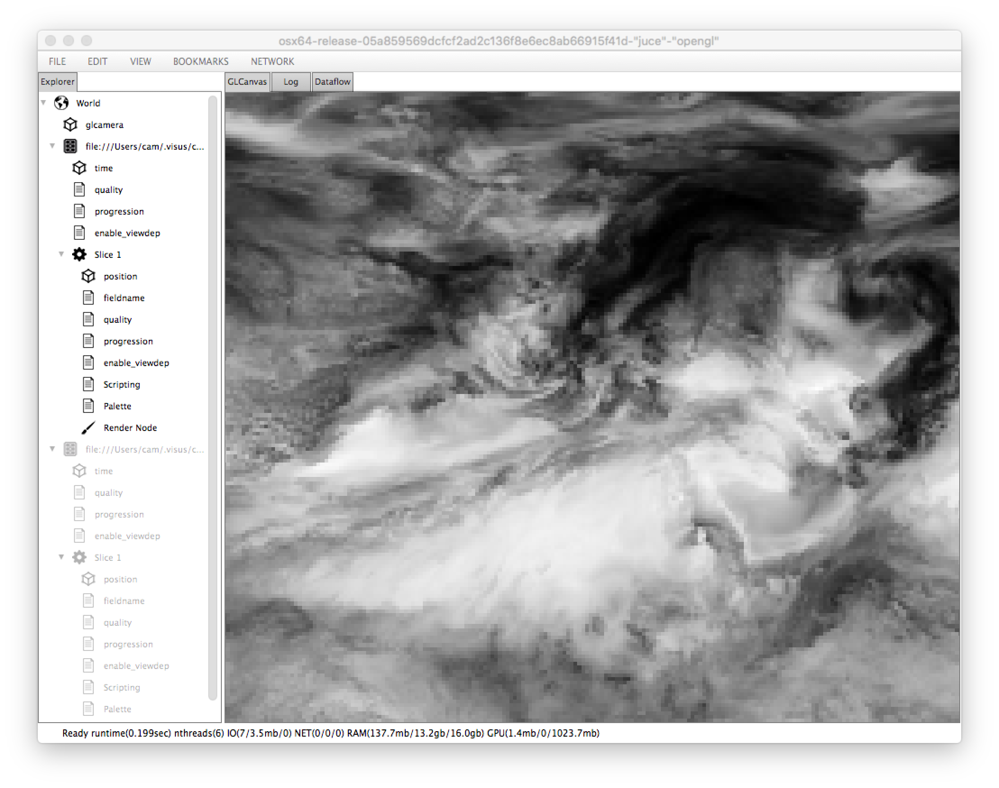 osx64-release-05a859569dcfcf2ad2c136f8e6ec8ab66915f41d-"juce"-"opengl"
FILE EDIT VIEW BOOKMARKS NETWORK
Explorer GLCanvas Log Dataflow
World
glcamera
file:///Users/cam/.visus/c...
time
quality
progression
enable_viewdep
Slice 1
position
fieldname
quality
progression
enable_viewdep
Scripting
Palette
Render Node
file:///Users/cam/.visus/c...
time
quality
progression
enable_viewdep
Slice 1
position
fieldname
quality
progression
enable_viewdep
Scripting
Palette
Ready runtime(0.199sec) nthreads(6) IO(7/3.5mb/0) NET(0/0/0) RAM(137.7mb/13.2gb/16.0gb) GPU(1.4mb/0/1023.7mb)